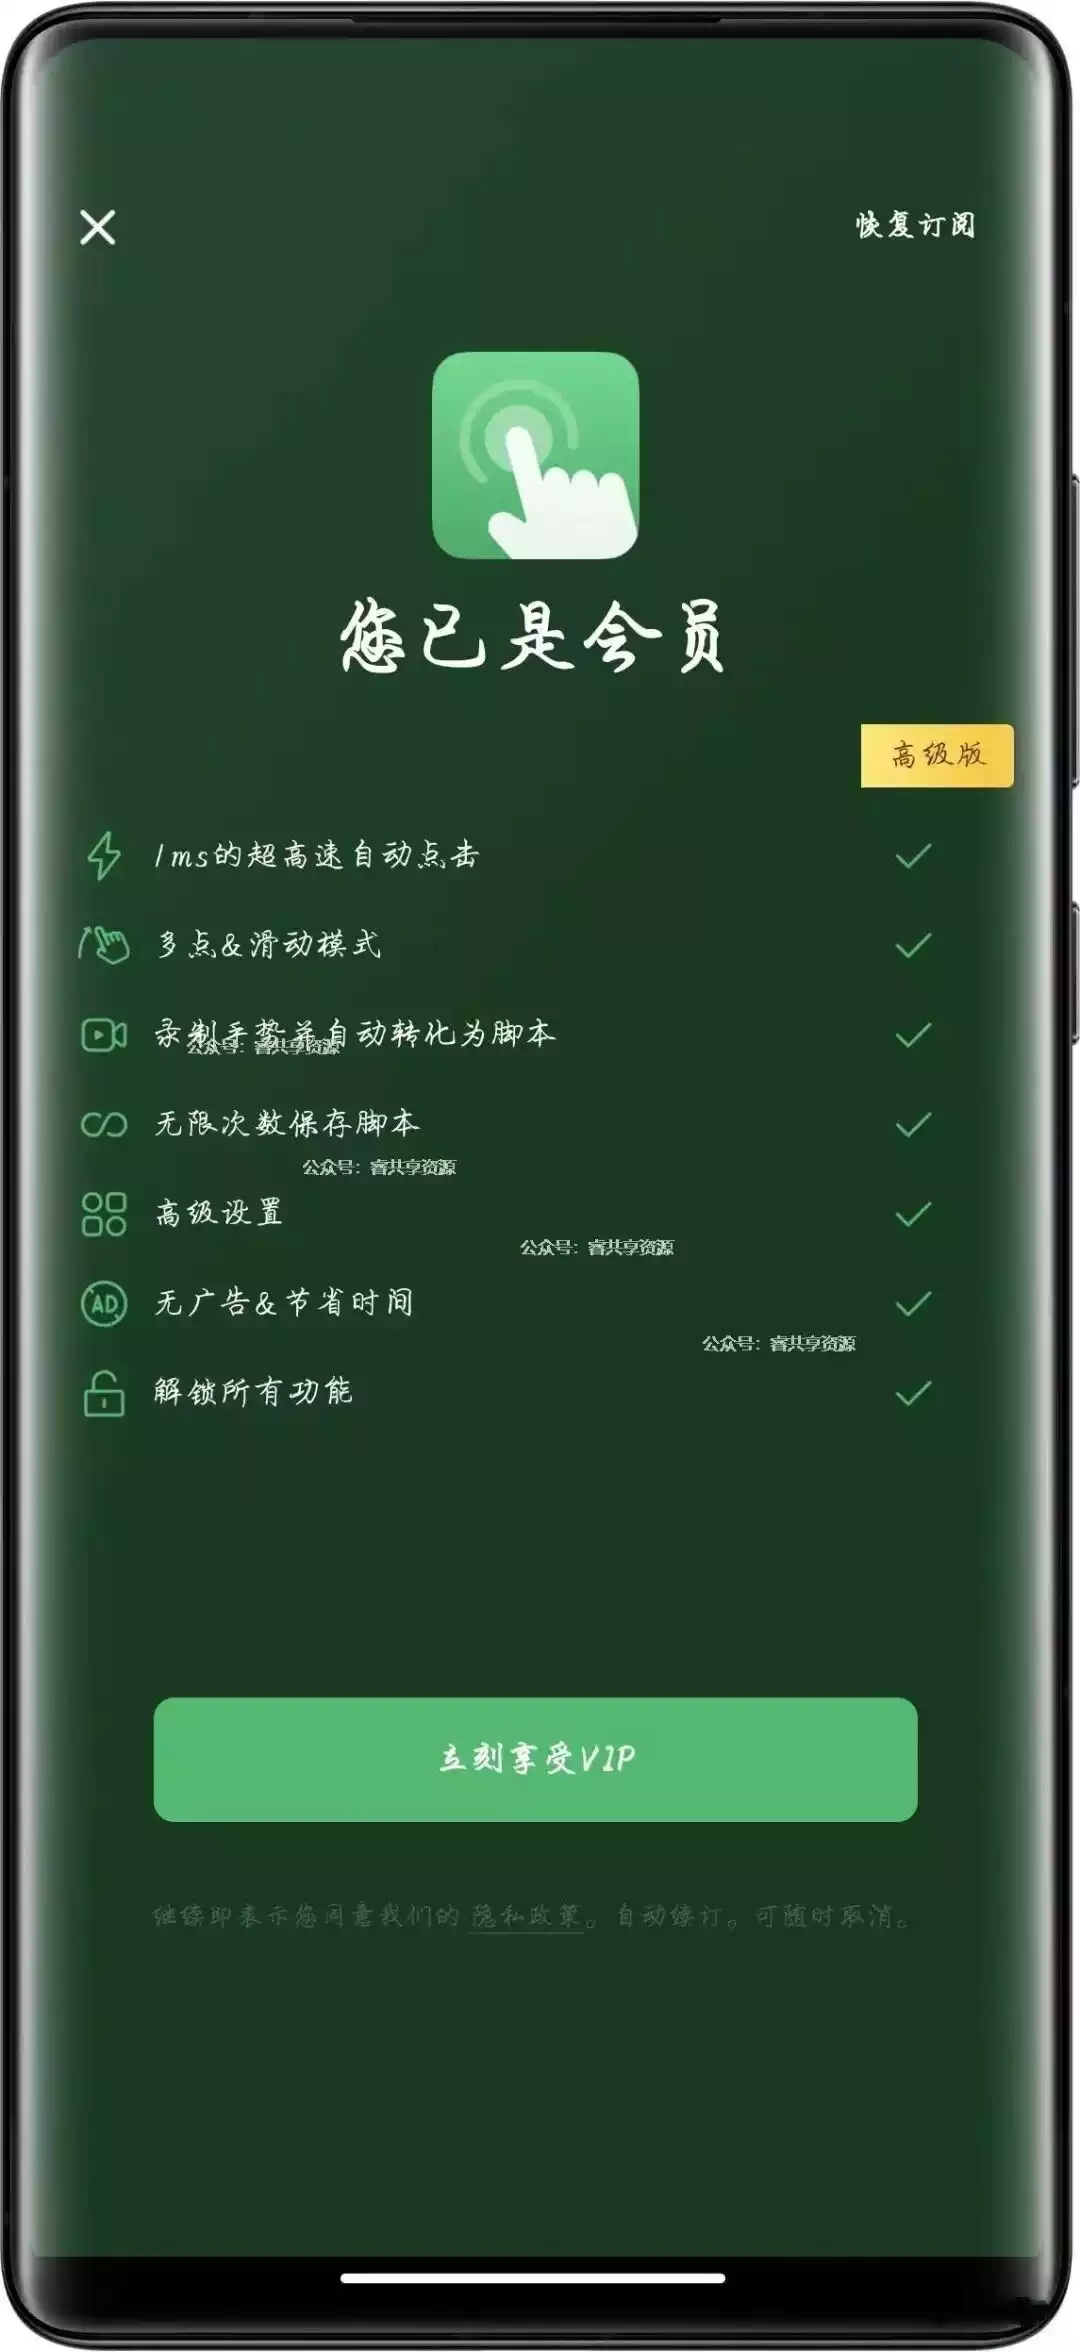 恢复订阅
您已是会员
高级版
1ms的超高速自动点击
多点&滑动模式
录制手势并自动转化为脚本
公众号：睿共享资源
无限次数保存脚本
公众号：睿共享资源
高级设置
公众号：睿共享资源
AD
无广告&节省时间
公众号：睿共享资源
解锁所有功能
立刻享受VIP
继续即表示您同意我们的 隐私政策。自动续订。可随时取消。